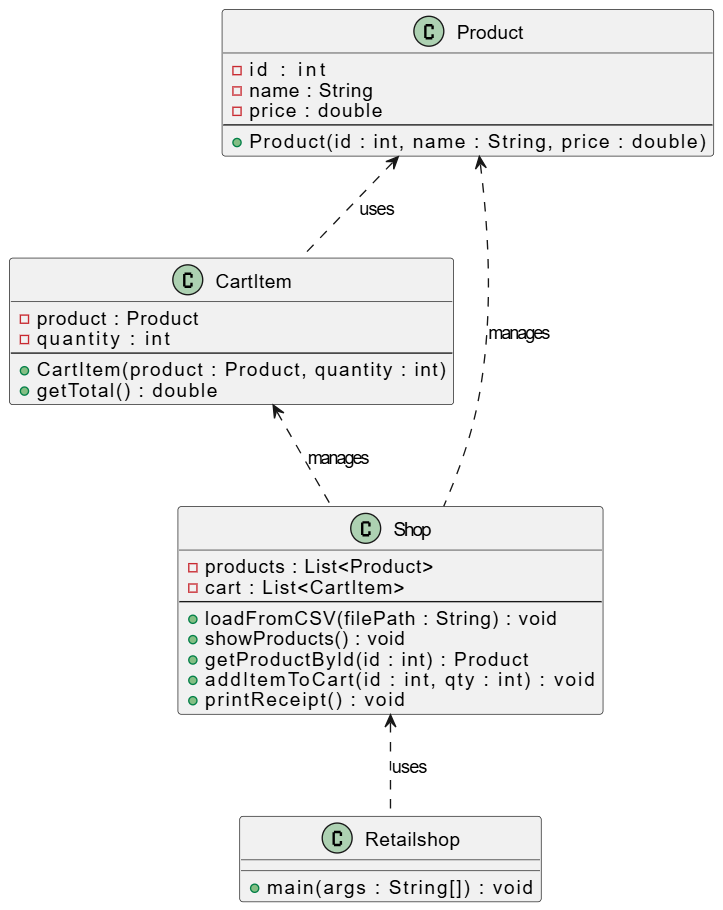 C Product
id : int
name : String
price : double
Product(id : int, name : String, price : double)
uses
C CartItem
product : Product
quantity : int
CartItem(product : Product, quantity : int)
getTotal() : double
manages
manages
C Shop
products : List<Product>
cart : List<CartItem>
loadFromCSV(filePath : String) : void
showProducts() : void
getProductById(id : int) : Product
addItemToCart(id : int, qty : int) : void
printReceipt() : void
uses
C Retailshop
main(args : String[]) : void